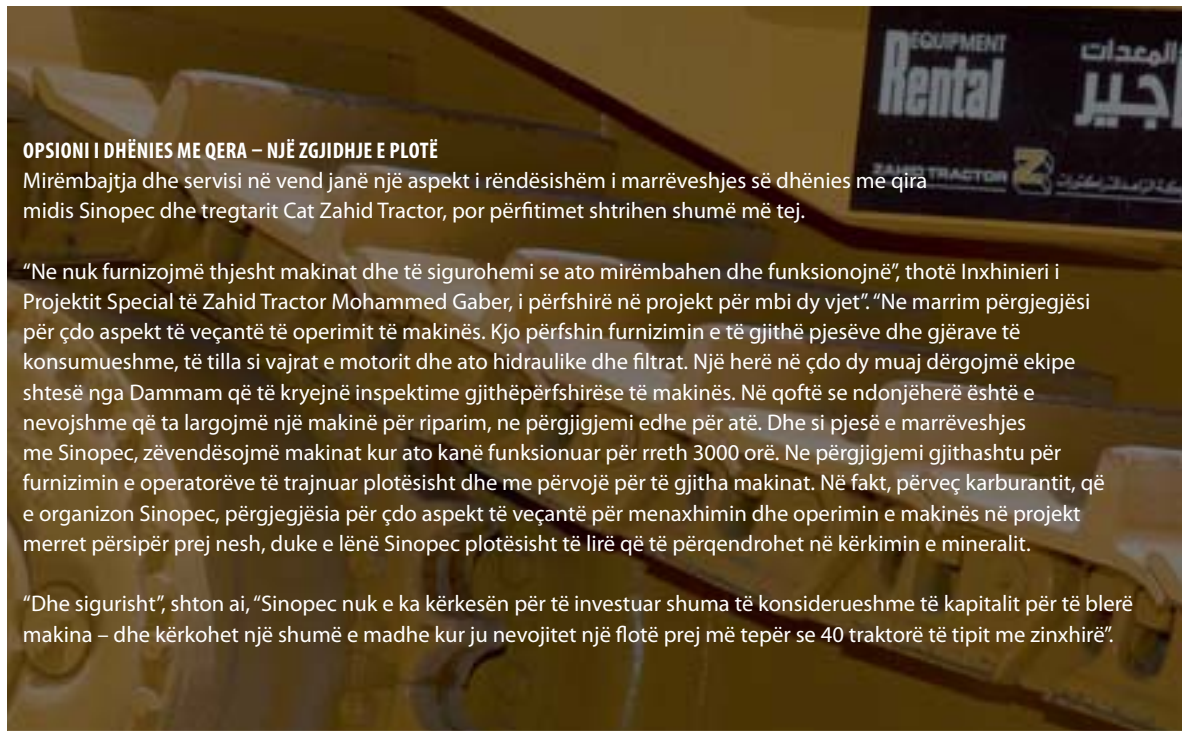 EQUIPMENT
Rental
المعدات
ZAHID TRACTOR
OPSIONI I DHËNIES ME QERA – NJË ZGJIDHJE E PLOTË
Mirëmbajtja dhe servisi në vend janë një aspekt i rëndësishëm i marrëveshjes së dhënies me qira
midis Sinopec dhe tregtarit Cat Zahid Tractor, por përfitimet shtrihen shumë më tej.
“Ne nuk furnizojmë thjesht makinat dhe të sigurohemi se ato mirëmbahen dhe funksionojnë”, thotë Inxhinieri i
Projektit Special të Zahid Tractor Mohammed Gaber, i përfshirë në projekt për mbi dy vjet”. “Ne marrim përgjegjësi
për çdo aspekt të veçantë të operimit të makinës. Kjo përfshin furnizimin e të gjithë pjesëve dhe gjërave të
konsumueshme, të tilla si vajrat e motorit dhe ato hidraulike dhe filtrat. Një herë në çdo dy muaj dërgojmë ekipe
shtesë nga Dammam që të kryejnë inspektime gjithëpërfshirëse të makinës. Në qoftë se ndonjëherë është e
nevojshme që ta largojmë një makinë për riparim, ne përgjigjemi edhe për atë. Dhe si pjesë e marrëveshjes
me Sinopec, zëvendësojmë makinat kur ato kanë funksionuar për rreth 3000 orë. Ne përgjigjemi gjithashtu për
furnizimin e operatorëve të trajnuar plotësisht dhe me përvojë për të gjitha makinat. Në fakt, përveç karburantit, që
e organizon Sinopec, përgjegjësia për çdo aspekt të veçantë për menaxhimin dhe operimin e makinës në projekt
merret përsipër prej nesh, duke e lënë Sinopec plotësisht të lirë që të përqendrohet në kërkimin e mineralit.
“Dhe sigurisht”, shton ai, “Sinopec nuk e ka kërkesën për të investuar shuma të konsiderueshme të kapitalit për të blerë
makina – dhe kërkohet një shumë e madhe kur ju nevojitet një flotë prej më tepër se 40 traktorë të tipit me zinxhirë”.